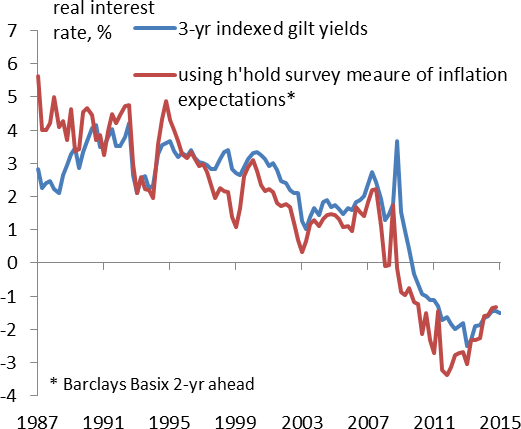 real interest
rate, %
3-yr indexed gilt yields
using h'hold survey meaure of inflation
expectations*
7
6
5
4
3
2
1
0
-1
-2
-3
-4
* Barclays Basix 2-yr ahead
1987 1991 1995 1999 2003 2007 2011 2015